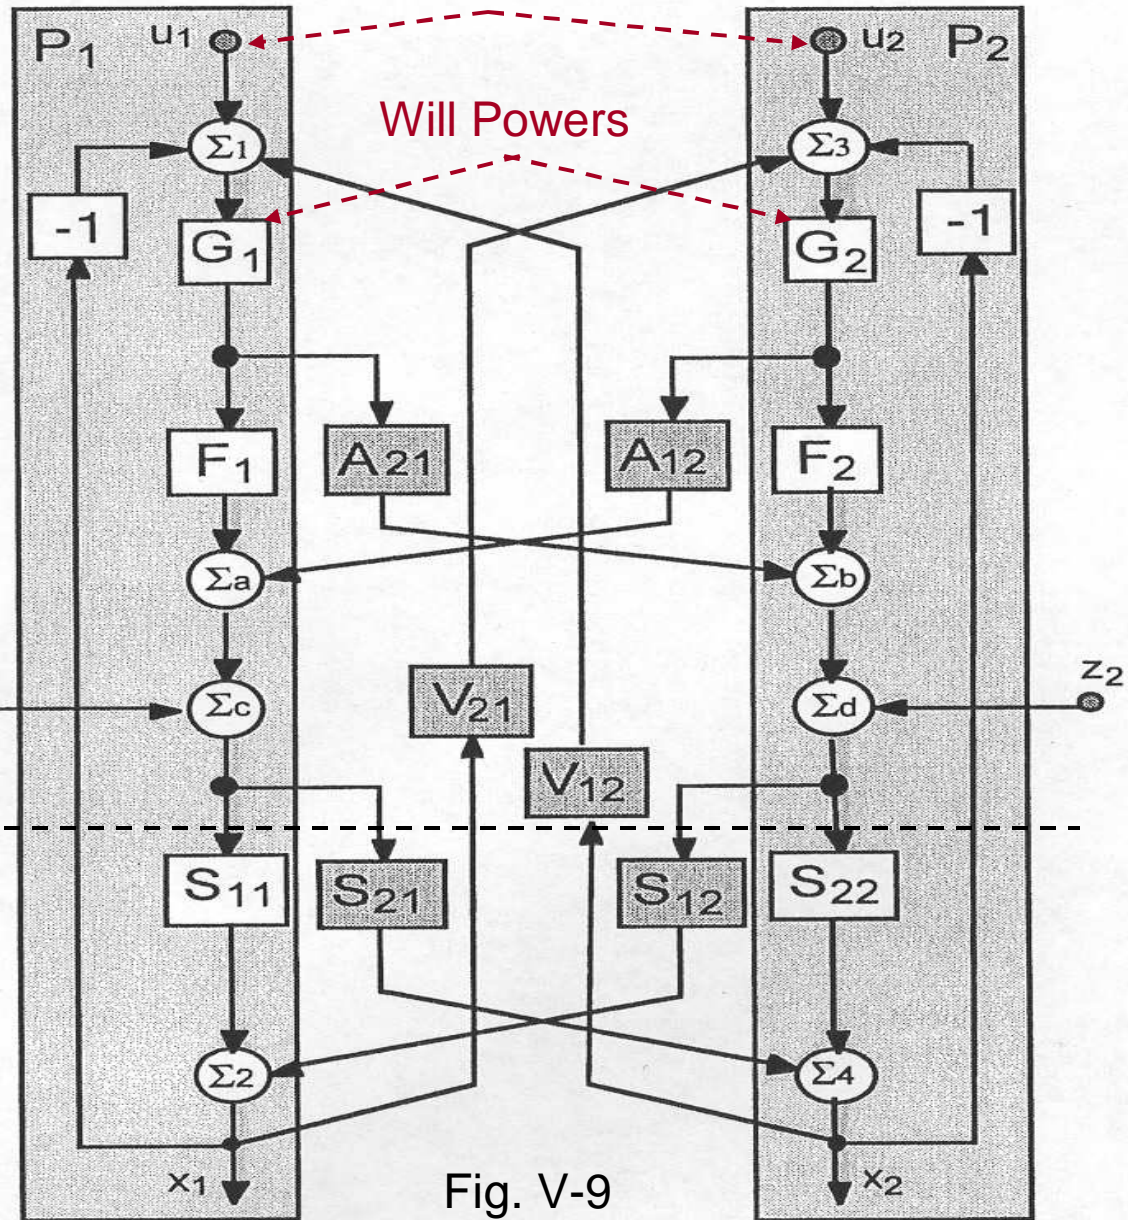 P1 u1 u2 P2
Will Powers
Σ1 Σ3
-1 G1 G2 -1
F1 A21 A12 F2
Σa Σb
V21 z2
Σc Σd
V12
S11 S21 S12 S22
Σ2 Σ4
x1 x2
Fig. V-9